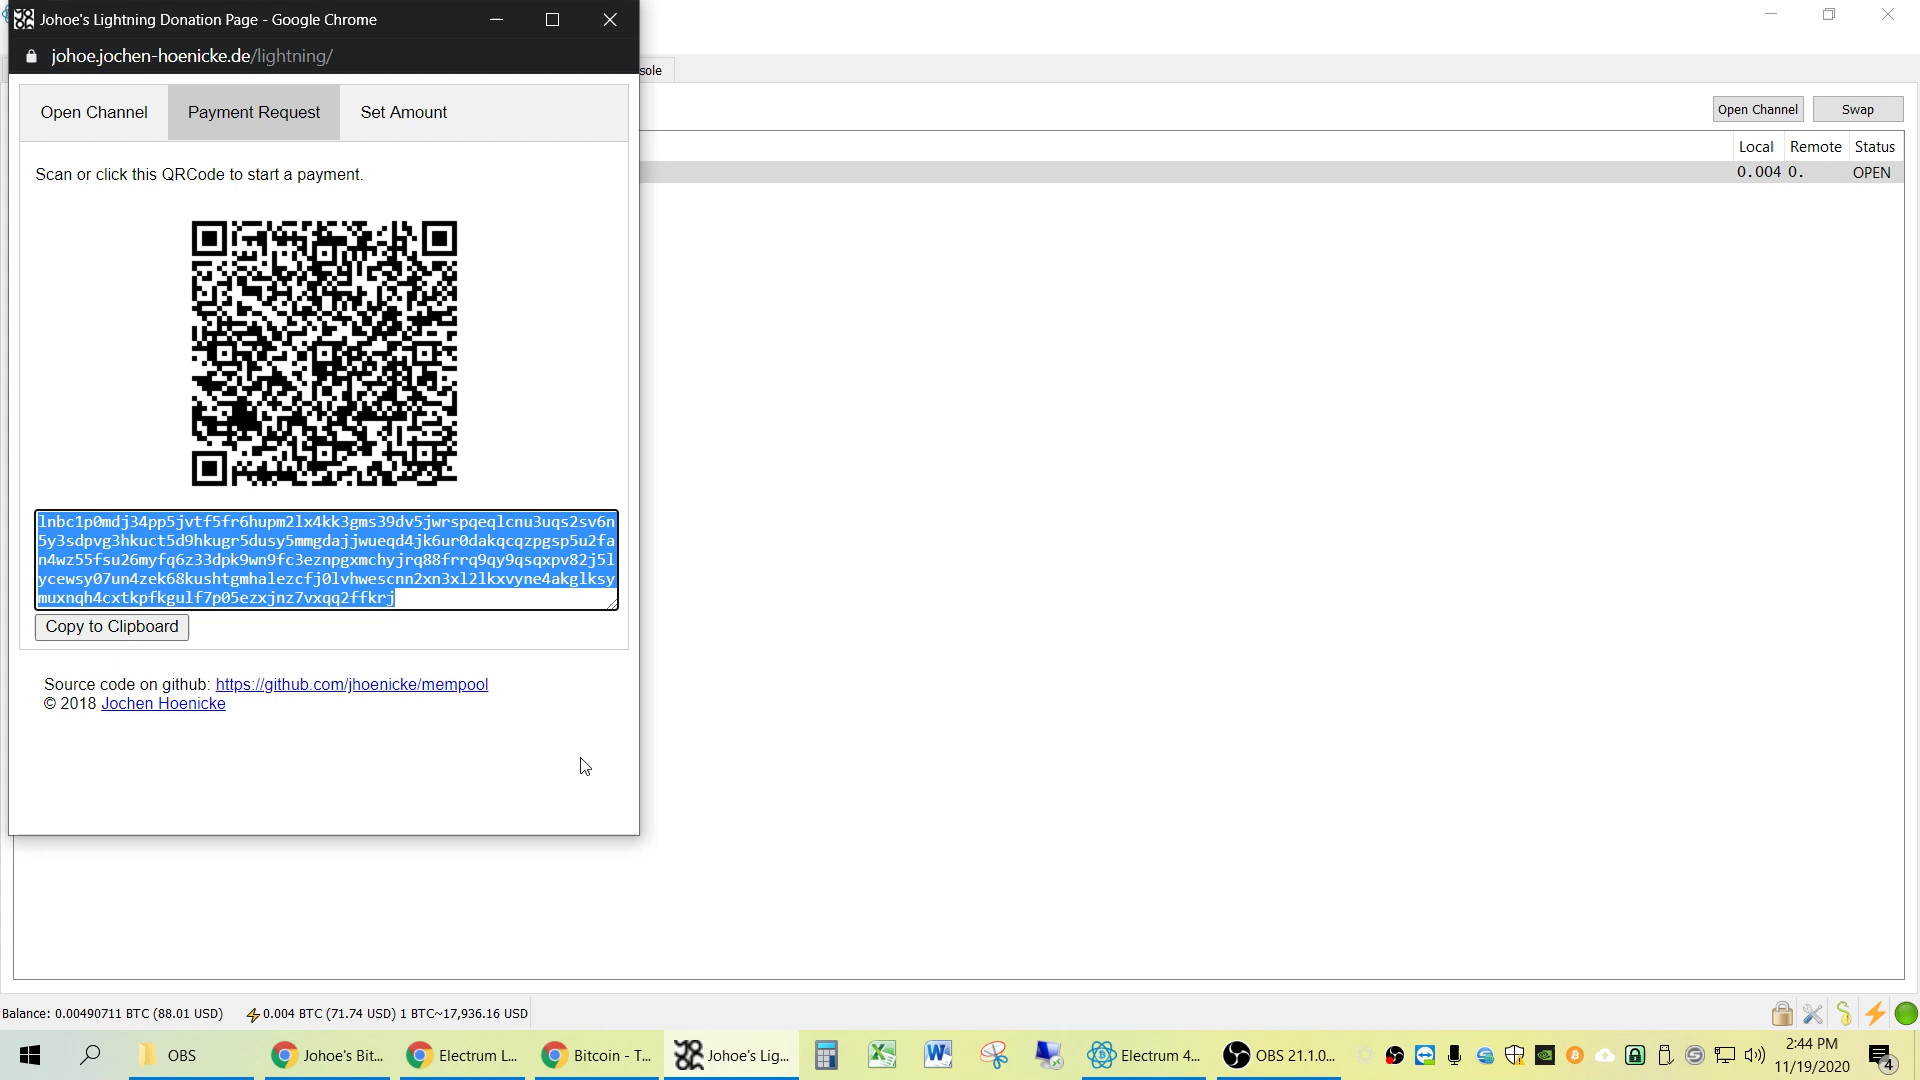 Johoe's Lightning Donation Page - Google Chrome
johoe.jochen-hoenicke.de/lightning/
sole
Open Channel Payment Request Set Amount
Open Channel Swap
Local Remote Status
0.004 0. OPEN
Scan or click this QRCode to start a payment.
lnbc1p0mdj34pp5jvtf5fr6hupm2lx4kk3gms39dv5jwrspqeqlcnu3uqs2sv6n
5y3sdpvg3hkuct5d9hkugr5dusy5mmgdajjwueqd4jk6ur0dakqcqzpgsp5u2fa
n4wz55fsu26myfq6z33dpk9wn9fc3eznpgxmchyjrq88frrq9qy9qsqxpv82j5l
ycewsy07un4zek68kushtgmhalezcfj0lvhwescnn2xn3xl2lkxvyne4akglksy
muxnqh4cxtkpfkgulf7p05ezxjnz7vxqq2ffkrj
Copy to Clipboard
Source code on github: https://github.com/jhoenicke/mempool
© 2018 Jochen Hoenicke
Balance: 0.00490711 BTC (88.01 USD) 0.004 BTC (71.74 USD) 1 BTC~17,936.16 USD
OBS Johoe's Bit... Electrum L... Bitcoin - T... Johoe's Lig... Electrum 4... OBS 21.1.0...
2:44 PM
11/19/2020
4